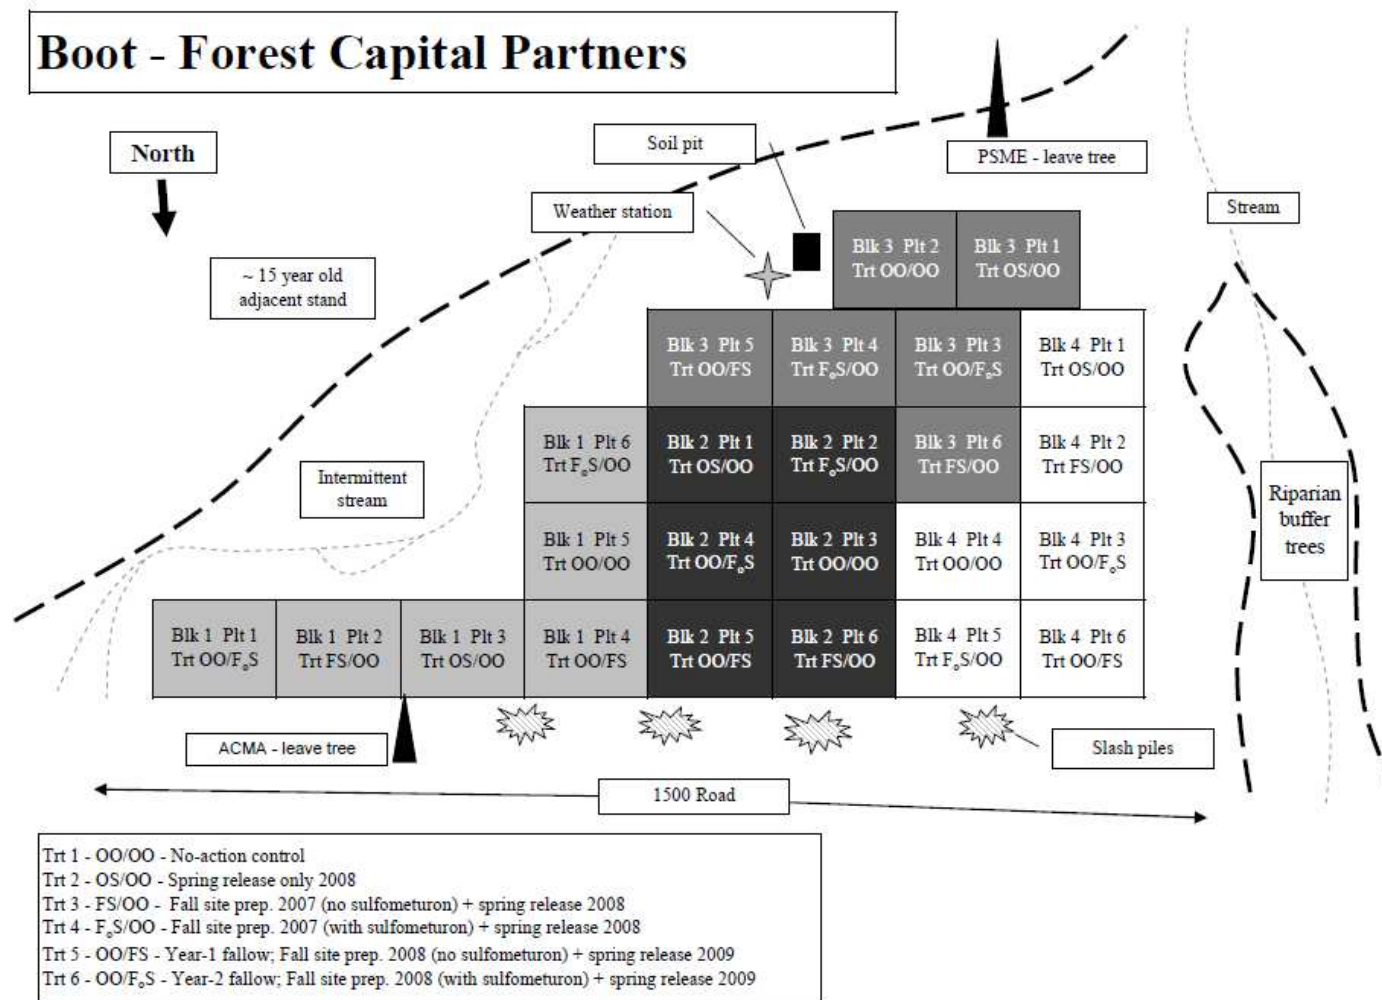 Boot - Forest Capital Partners
North
Soil pit
PSME - leave tree
Weather station
Stream
~ 15 year old
adjacent stand
Blk 3 Plt 2
Trt OO/OO
Blk 3 Plt 1
Trt OS/OO
Blk 3 Plt 5
Trt OO/FS
Blk 3 Plt 4
Trt FₒS/OO
Blk 3 Plt 3
Trt OO/FₒS
Blk 4 Plt 1
Trt OS/OO
Blk 1 Plt 6
Trt FₒS/OO
Blk 2 Plt 1
Trt OS/OO
Blk 2 Plt 2
Trt FₒS/OO
Blk 3 Plt 6
Trt FS/OO
Blk 4 Plt 2
Trt FS/OO
Intermittent
stream
Riparian
buffer
trees
Blk 1 Plt 5
Trt OO/OO
Blk 2 Plt 4
Trt OO/FₒS
Blk 2 Plt 3
Trt OO/OO
Blk 4 Plt 4
Trt OO/OO
Blk 4 Plt 3
Trt OO/FₒS
Blk 1 Plt 1
Trt OO/FₒS
Blk 1 Plt 2
Trt FS/OO
Blk 1 Plt 3
Trt OS/OO
Blk 1 Plt 4
Trt OO/FS
Blk 2 Plt 5
Trt OO/FS
Blk 2 Plt 6
Trt FS/OO
Blk 4 Plt 5
Trt FₒS/OO
Blk 4 Plt 6
Trt OO/FS
ACMA - leave tree
Slash piles
1500 Road
Trt 1 - OO/OO - No-action control
Trt 2 - OS/OO - Spring release only 2008
Trt 3 - FS/OO - Fall site prep. 2007 (no sulfometuron) + spring release 2008
Trt 4 - FₒS/OO - Fall site prep. 2007 (with sulfometuron) + spring release 2008
Trt 5 - OO/FS - Year-1 fallow; Fall site prep. 2008 (no sulfometuron) + spring release 2009
Trt 6 - OO/FₒS - Year-2 fallow; Fall site prep. 2008 (with sulfometuron) + spring release 2009